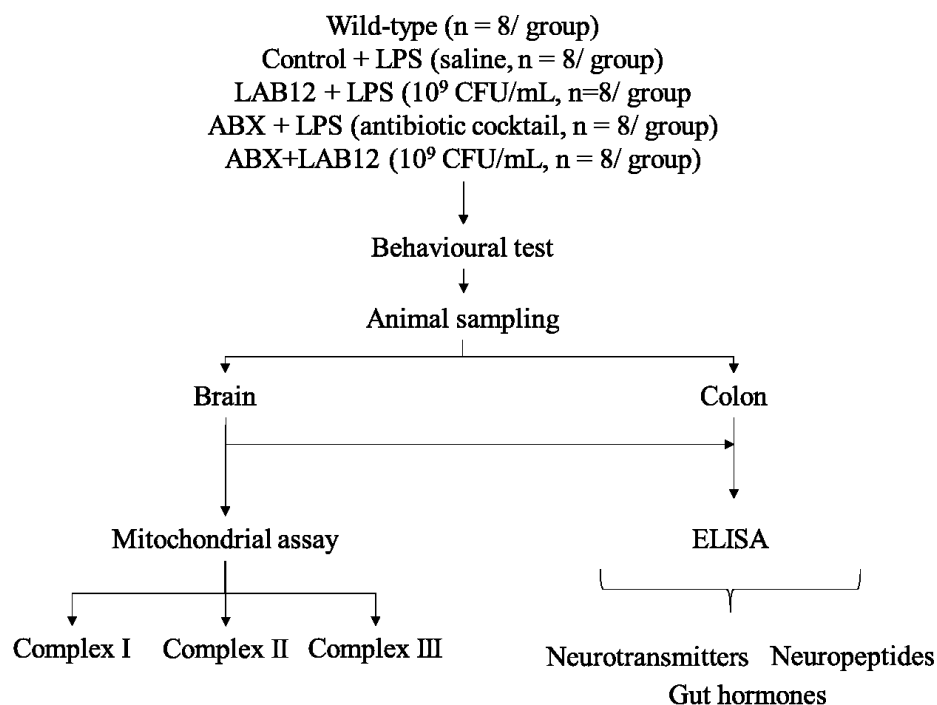 Wild-type (n = 8/ group)
Control + LPS (saline, n = 8/ group)
LAB12 + LPS (10⁹ CFU/mL, n=8/ group
ABX + LPS (antibiotic cocktail, n = 8/ group)
ABX+LAB12 (10⁹ CFU/mL, n = 8/ group)
Behavioural test
Animal sampling
Brain
Colon
Mitochondrial assay
ELISA
Complex I Complex II Complex III
Neurotransmitters Neuropeptides
Gut hormones